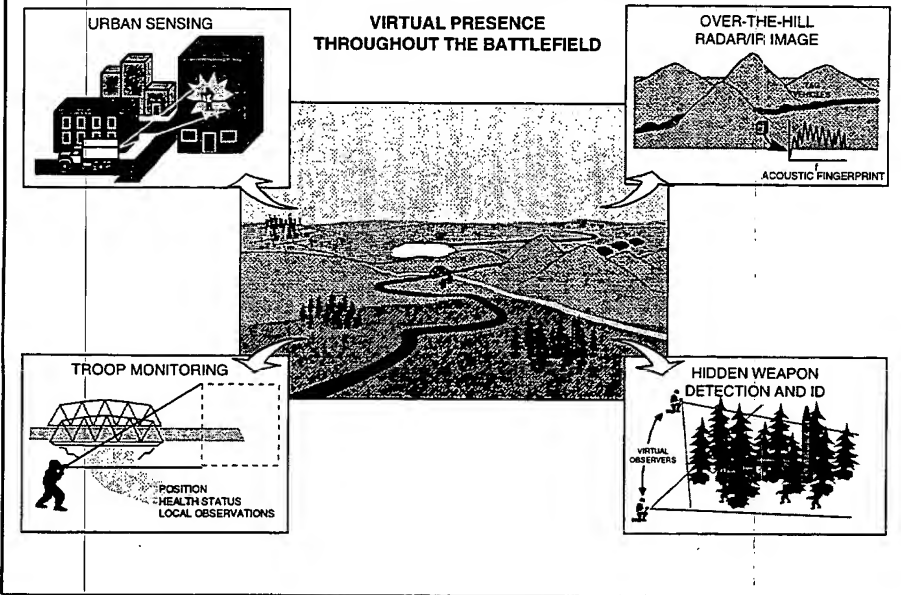 URBAN SENSING
VIRTUAL PRESENCE
THROUGHOUT THE BATTLEFIELD
OVER-THE-HILL
RADAR/IR IMAGE
VEHICLES
f
ACOUSTIC FINGERPRINT
TROOP MONITORING
POSITION
HEALTH STATUS
LOCAL OBSERVATIONS
HIDDEN WEAPON
DETECTION AND ID
VIRTUAL
OBSERVERS